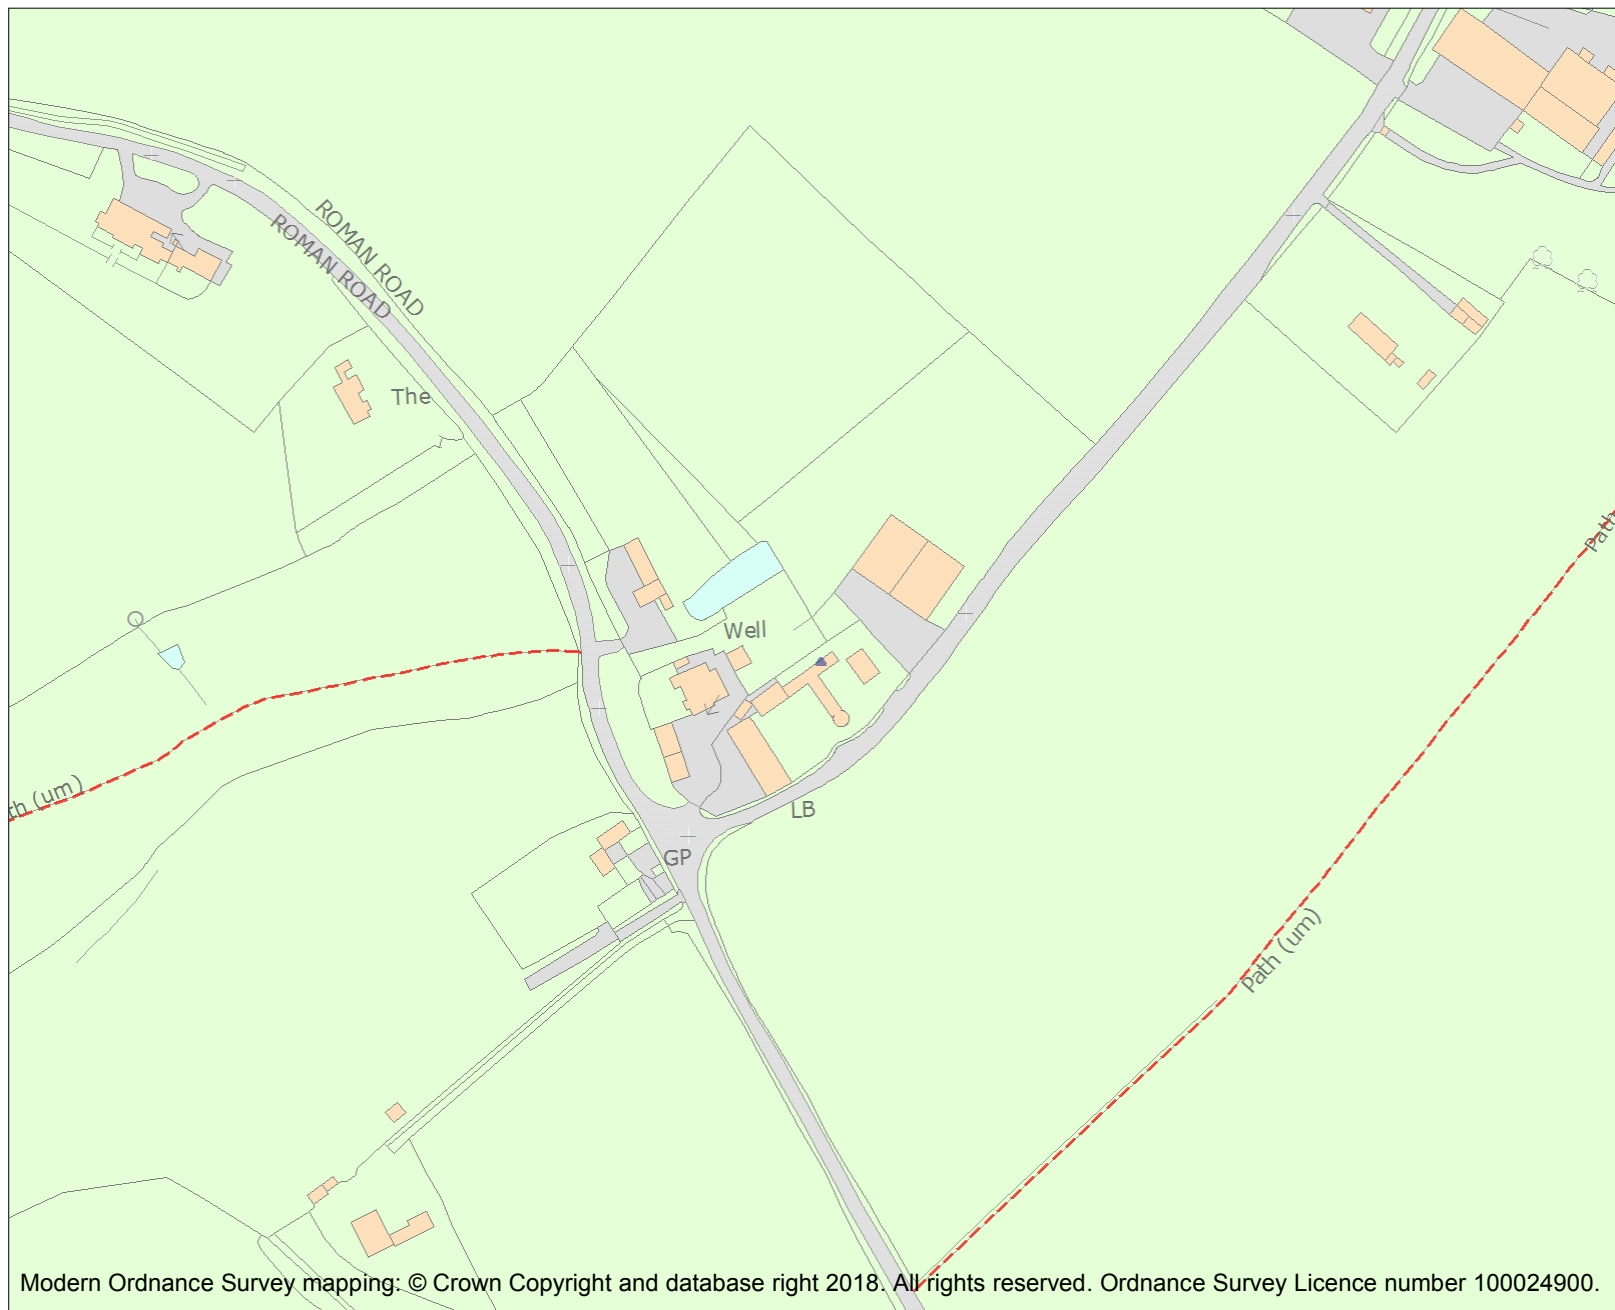 ROMAN ROAD
ROMAN ROAD
The
Path
Well
th (um)
LB
GP
Path (um)
Modern Ordnance Survey mapping: © Crown Copyright and database right 2018. All rights reserved. Ordnance Survey Licence number 100024900.